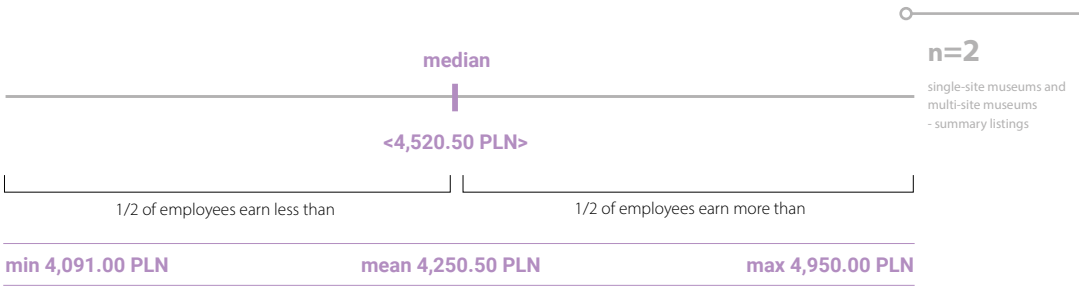 n=2
single-site museums and
multi-site museums
- summary listings
median
<4,520.50 PLN>
1/2 of employees earn less than
1/2 of employees earn more than
min 4,091.00 PLN
mean 4,250.50 PLN
max 4,950.00 PLN